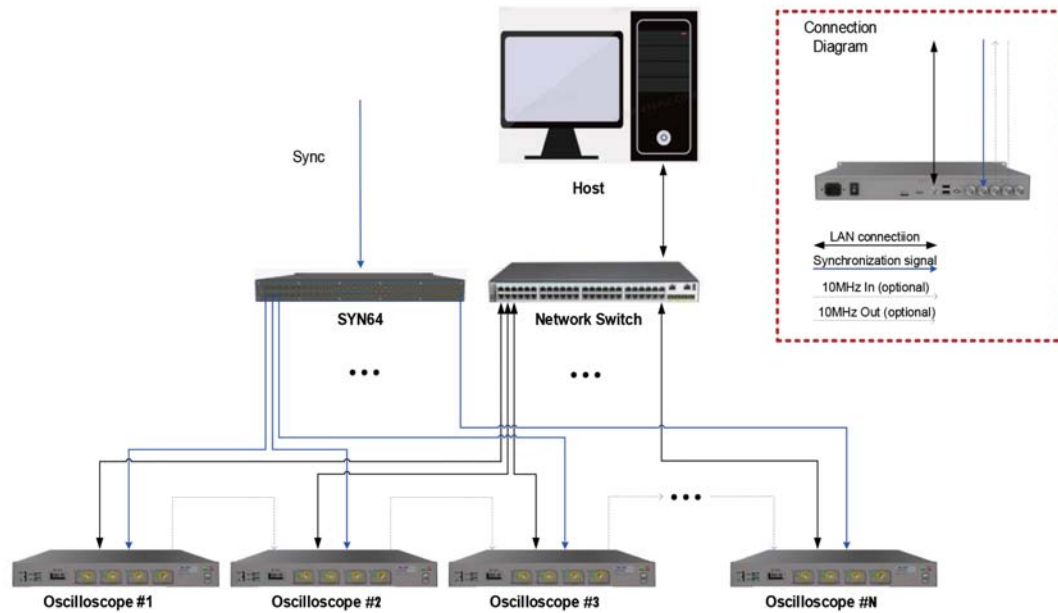 Connection
Diagram
Sync
Host
LAN connectiion
Synchronization signal
10MHz In (optional)
10MHz Out (optional)
SYN64
Network Switch
•••
•••
•••
Oscilloscope #1
Oscilloscope #2
Oscilloscope #3
Oscilloscope #N